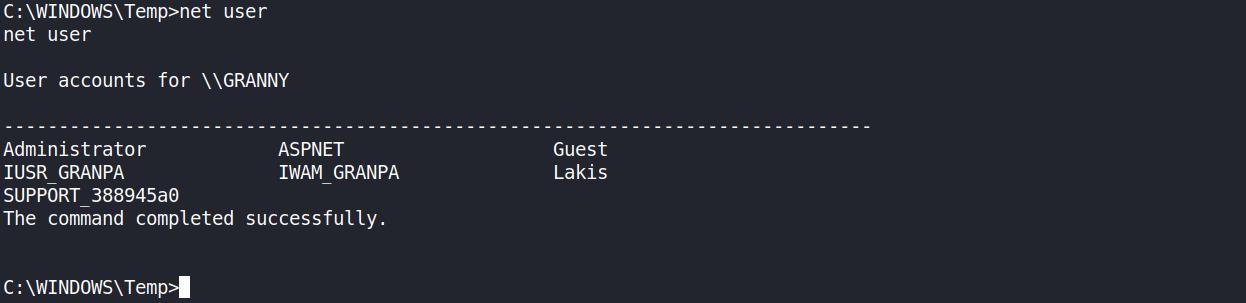 C:\WINDOWS\Temp>net user
net user
User accounts for \\GRANNY
-------------------------------------------------------------------------------
Administrator            ASPNET                   Guest
IUSR_GRANPA              IWAM_GRANPA              Lakis
SUPPORT_388945a0
The command completed successfully.
C:\WINDOWS\Temp>